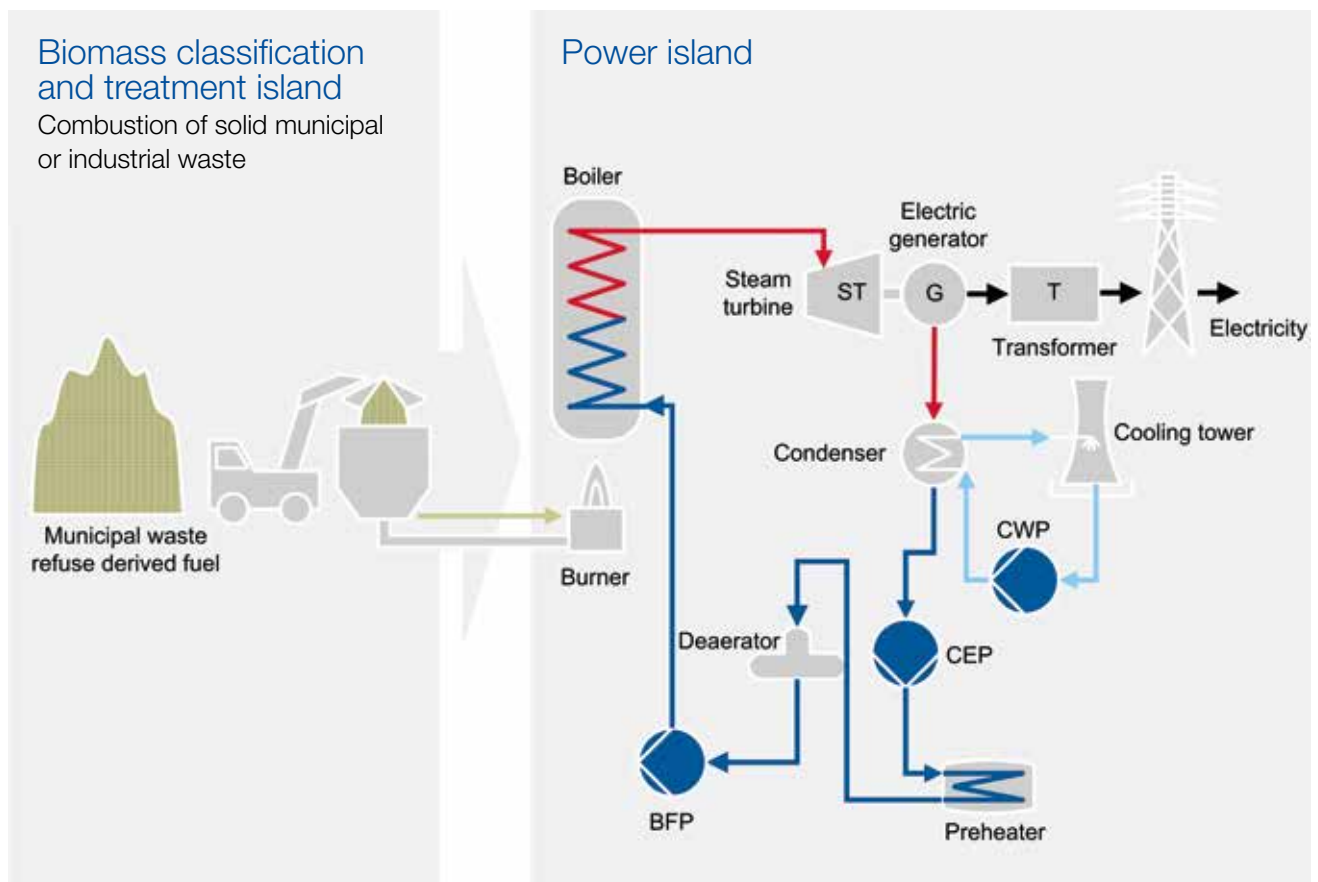 Biomass classification
and treatment island
Combustion of solid municipal
or industrial waste
Power island
Boiler
Electric
generator
Steam
turbine
ST
G
T
Transformer
Electricity
Condenser
Cooling tower
CWP
Municipal waste
refuse derived fuel
Burner
Deaerator
CEP
BFP
Preheater